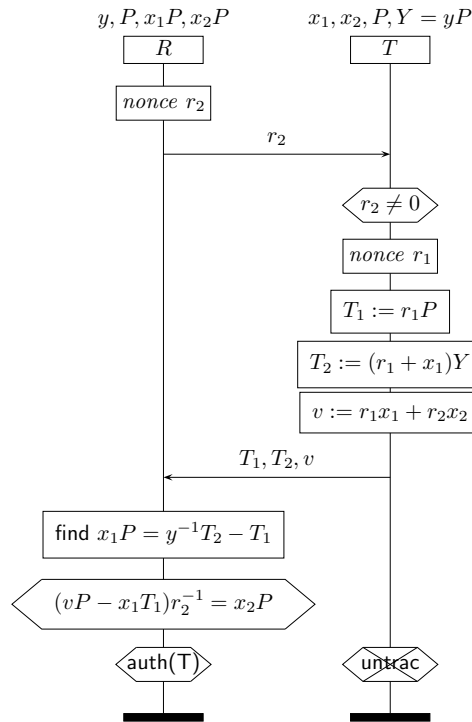 y, P, x₁P, x₂P
x₁, x₂, P, Y = yP
R
T
nonce r₂
r₂
r₂ ≠ 0
nonce r₁
T₁ := r₁P
T₂ := (r₁ + x₁)Y
v := r₁x₁ + r₂x₂
T₁, T₂, v
find x₁P = y⁻¹T₂ − T₁
(vP − x₁T₁)r₂⁻¹ = x₂P
auth(T)
untrac